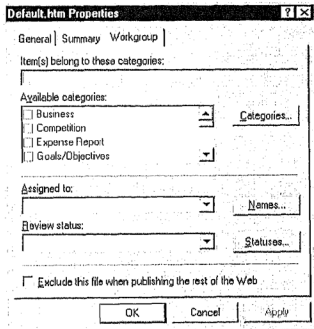 Default.htm Properties
General Summary Workgroup
Item(s) belong to these categories:
Available categories:
Business
Competition
Expense Report
Goals/Objectives
Categories...
Assigned to:
Names...
Review status:
Statuses...
Exclude this file when publishing the rest of the Web
OK Cancel Apply